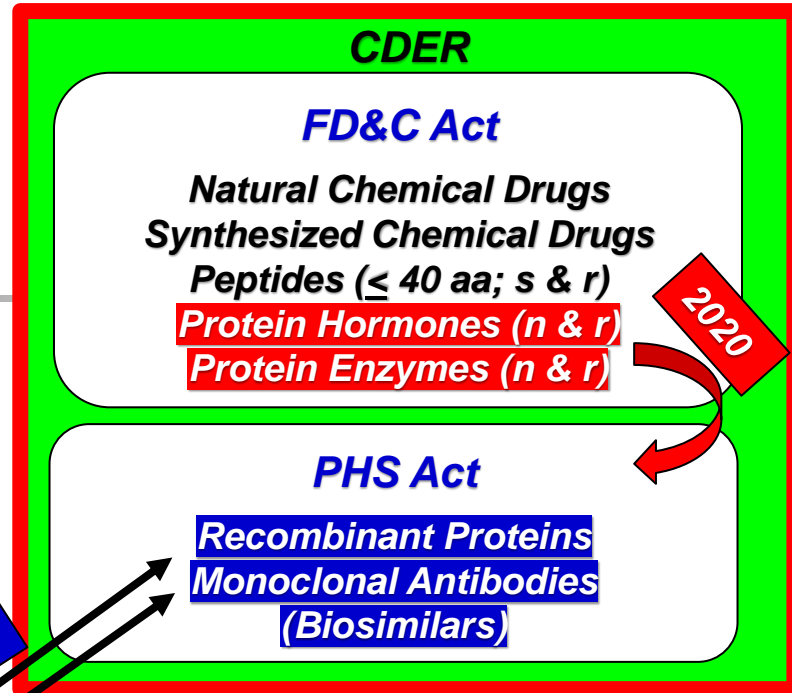 CDER
FD&C Act
Natural Chemical Drugs
Synthesized Chemical Drugs
Peptides (≤ 40 aa; s & r)
Protein Hormones (n & r)
Protein Enzymes (n & r)
2020
PHS Act
Recombinant Proteins
Monoclonal Antibodies
(Biosimilars)